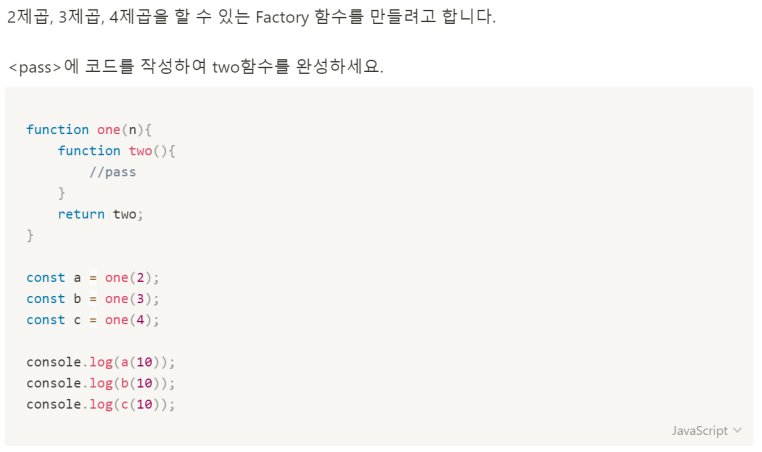 2제곱, 3제곱, 4제곱을 할 수 있는 Factory 함수를 만들려고 합니다.
<pass>에 코드를 작성하여 two함수를 완성하세요.
function one(n){
    function two(){
        //pass
    }
    return two;
}
const a = one(2);
const b = one(3);
const c = one(4);
console.log(a(10));
console.log(b(10));
console.log(c(10));
JavaScript